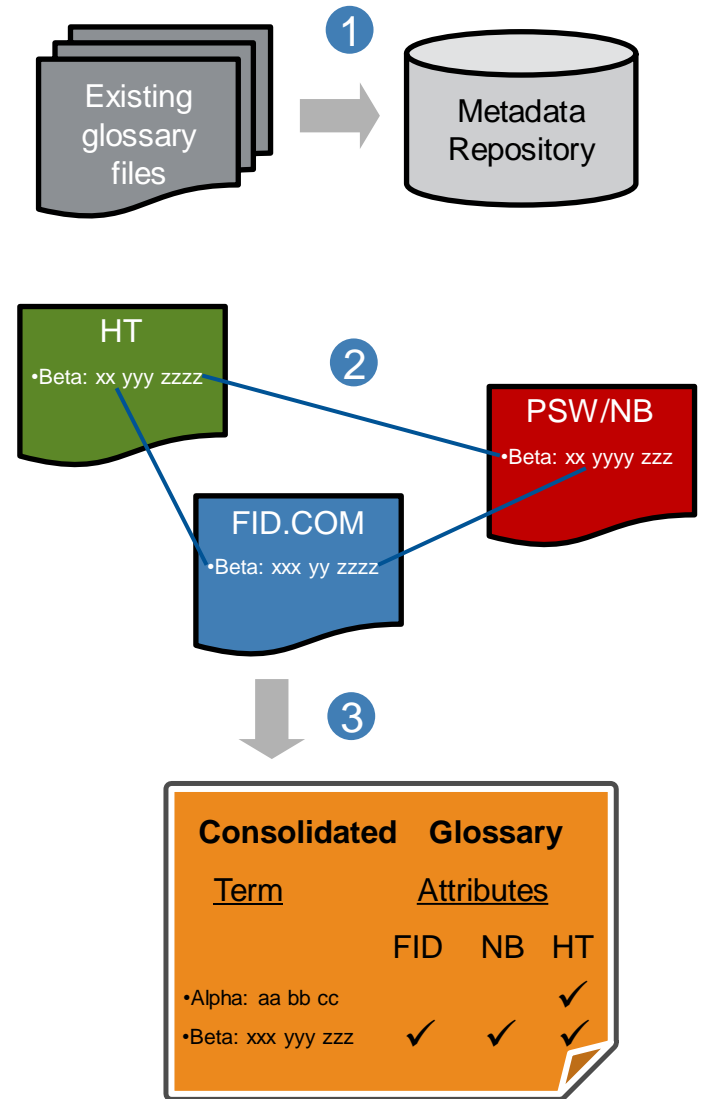 1
Existing
glossary
files
Metadata
Repository
HT
•Beta: xx yyy zzzz
2
PSW/NB
•Beta: xx yyyy zzz
FID.COM
•Beta: xxx yy zzzz
3
Consolidated Glossary
Term Attributes
FID NB HT
•Alpha: aa bb cc ✓
•Beta: xxx yyy zzz ✓ ✓ ✓